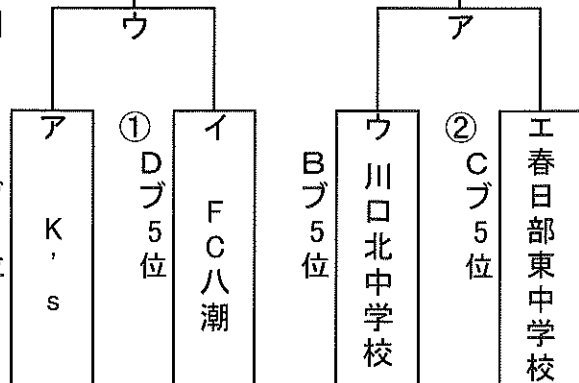 ウ
ア
ア K's
①
Dブ5位
イ FC八潮
Bブ5位
ウ 川口北中学校
②
Cブ5位
エ 春日部東中学校